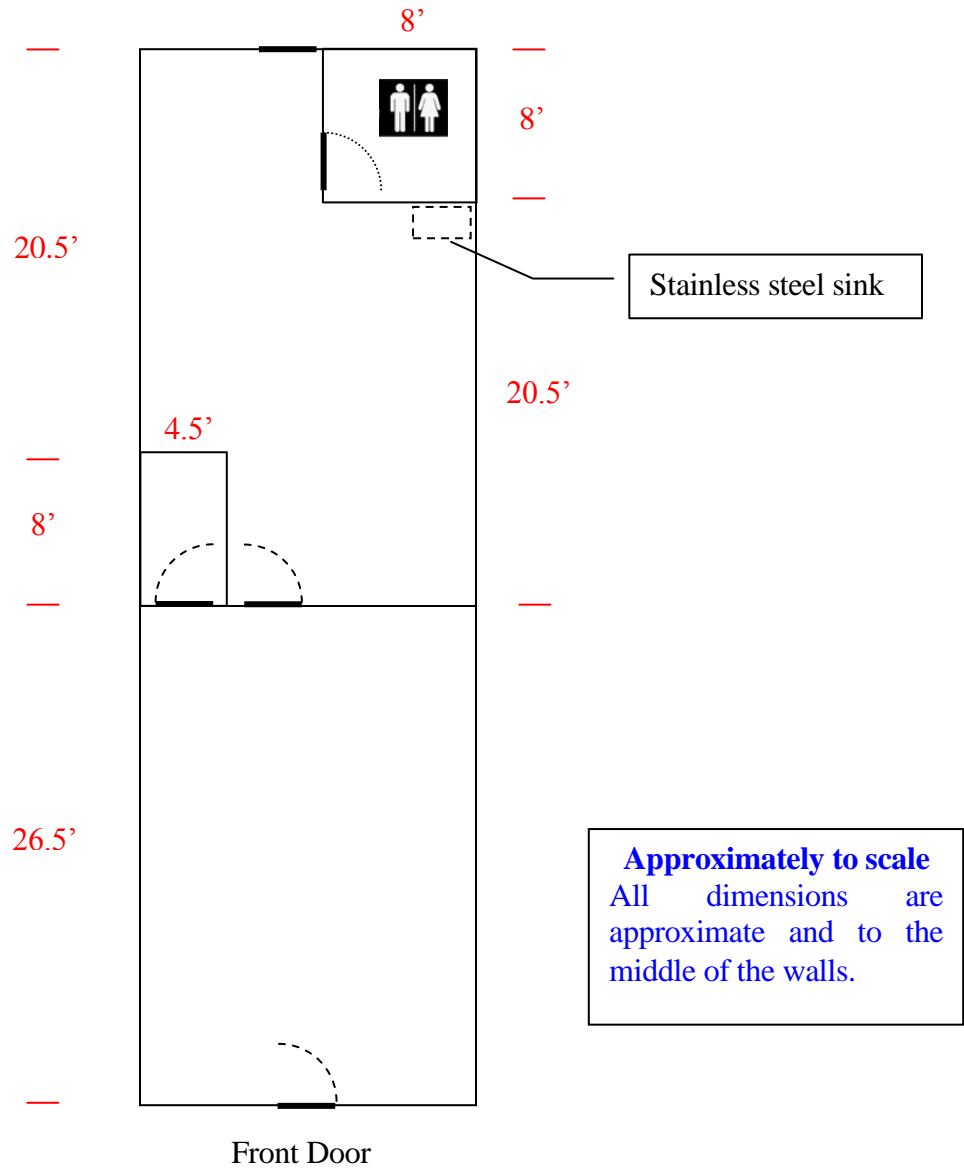 8’
8’
20.5’
Stainless steel sink
20.5’
4.5’
8’
26.5’
Approximately to scale
All dimensions are
approximate and to the
middle of the walls.
Front Door